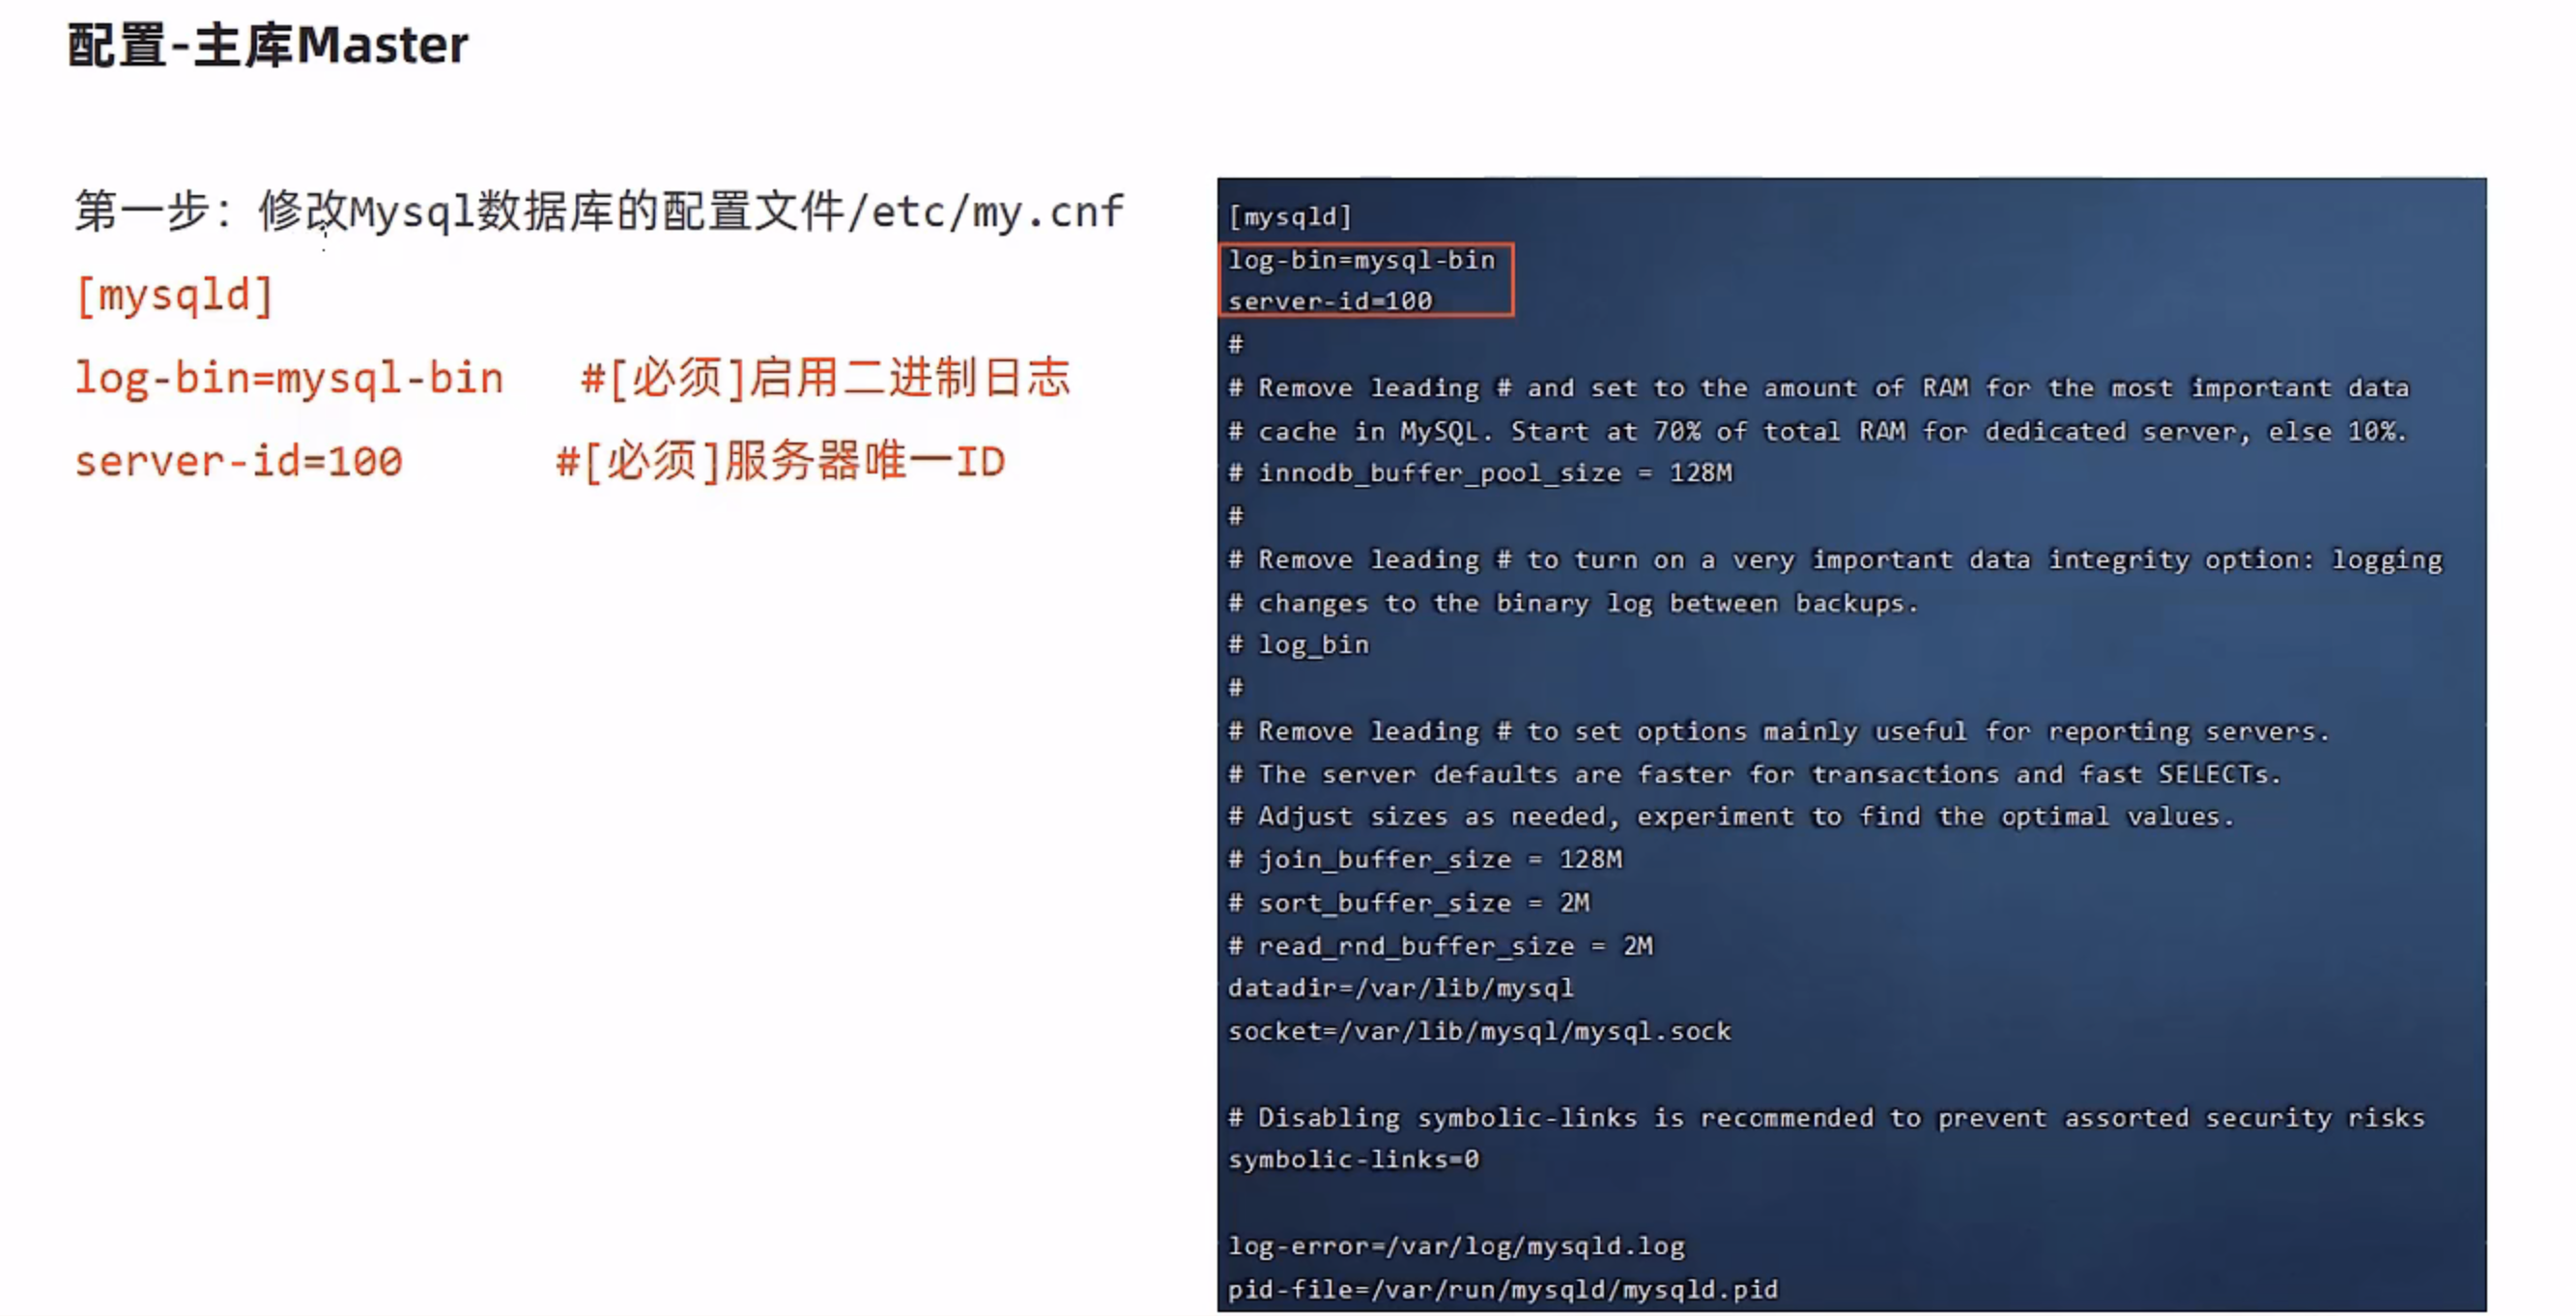 配置-主库Master
第一步：修改Mysql数据库的配置文件/etc/my.cnf
[mysqld]
log-bin=mysql-bin   #[必须]启用二进制日志
server-id=100      #[必须]服务器唯一ID
[mysqld]
log-bin=mysql-bin
server-id=100
#
# Remove leading # and set to the amount of RAM for the most important data
# cache in MySQL. Start at 70% of total RAM for dedicated server, else 10%.
# innodb_buffer_pool_size = 128M
#
# Remove leading # to turn on a very important data integrity option: logging
# changes to the binary log between backups.
# log_bin
#
# Remove leading # to set options mainly useful for reporting servers.
# The server defaults are faster for transactions and fast SELECTs.
# Adjust sizes as needed, experiment to find the optimal values.
# join_buffer_size = 128M
# sort_buffer_size = 2M
# read_rnd_buffer_size = 2M
datadir=/var/lib/mysql
socket=/var/lib/mysql/mysql.sock
# Disabling symbolic-links is recommended to prevent assorted security risks
symbolic-links=0
log-error=/var/log/mysqld.log
pid-file=/var/run/mysqld/mysqld.pid